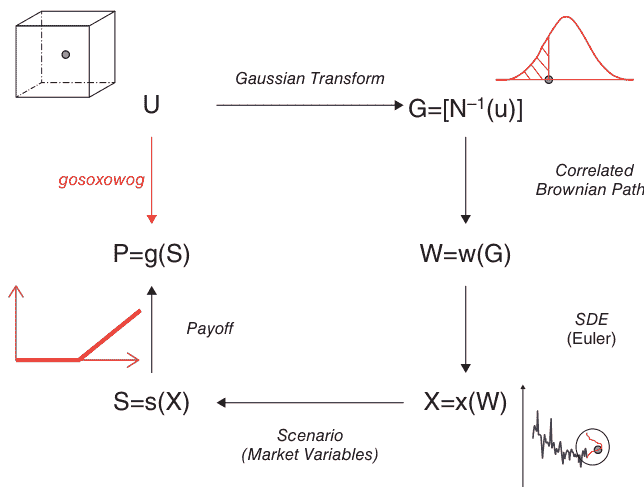 Gaussian Transform
U
G=[N⁻¹(u)]
gosoxowog
Correlated
Brownian Path
P=g(S)
W=w(G)
Payoff
SDE
(Euler)
S=s(X)
X=x(W)
Scenario
(Market Variables)